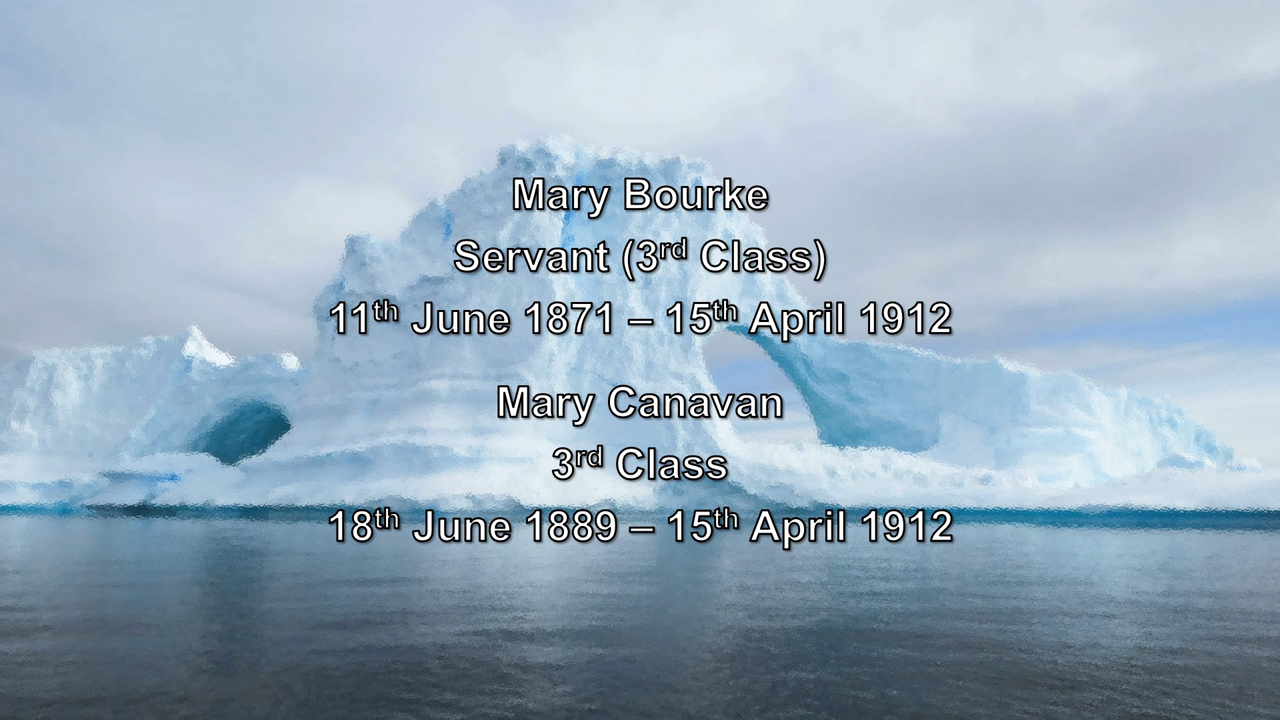 Mary Bourke
Servant (3rd Class)
11th June 1871 – 15th April 1912
Mary Canavan
3rd Class
18th June 1889 – 15th April 1912